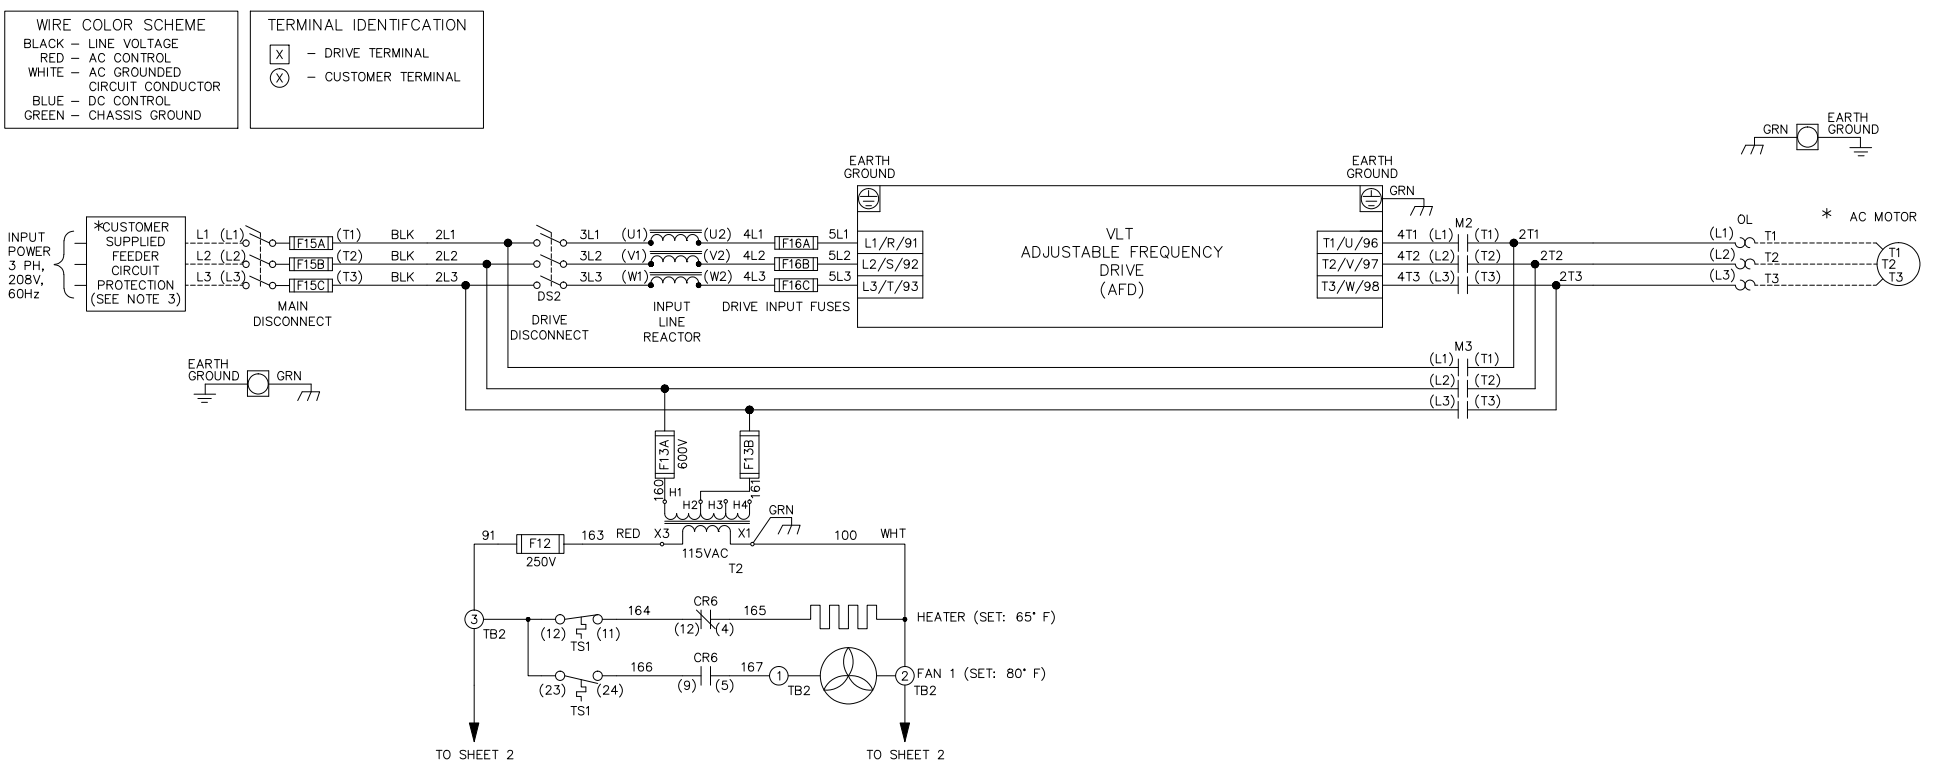 WIRE COLOR SCHEME
BLACK – LINE VOLTAGE
RED – AC CONTROL
WHITE – AC GROUNDED
CIRCUIT CONDUCTOR
BLUE – DC CONTROL
GREEN – CHASSIS GROUND
TERMINAL IDENTIFCATION
X – DRIVE TERMINAL
X – CUSTOMER TERMINAL
GRN
EARTH
GROUND
EARTH
GROUND
EARTH
GROUND
GRN
INPUT
POWER
3 PH,
208V,
60Hz
*CUSTOMER
SUPPLIED
FEEDER
CIRCUIT
PROTECTION
(SEE NOTE 3)
L1 (L1) F15A (T1) BLK 2L1 3L1 (U1) (U2) 4L1 F16A 5L1 L1/R/91
L2 (L2) F15B (T2) BLK 2L2 3L2 (V1) (V2) 4L2 F16B 5L2 L2/S/92
L3 (L3) F15C (T3) BLK 2L3 3L3 (W1) (W2) 4L3 F16C 5L3 L3/T/93
MAIN
DISCONNECT
DS2
DRIVE
DISCONNECT
INPUT
LINE
REACTOR
DRIVE INPUT FUSES
VLT
ADJUSTABLE FREQUENCY
DRIVE
(AFD)
M2
T1/U/96 4T1 (L1) (T1) 2T1
T2/V/97 4T2 (L2) (T2) 2T2
T3/W/98 4T3 (L3) (T3) 2T3
OL
(L1) T1
(L2) T2
(L3) T3
* AC MOTOR
T1
T2
T3
EARTH
GROUND
GRN
M3
(L1) (T1)
(L2) (T2)
(L3) (T3)
F13A
600V
F13B
160
161
H1
H2
H3
H4
GRN
91
F12
250V
163
RED
X3
X1
115VAC
T2
100
WHT
3
TB2
(12)
(11)
TS1
164
CR6
(12)
(4)
165
HEATER (SET: 65° F)
(23)
(24)
TS1
166
CR6
(9)
(5)
167
1
TB2
2
TB2
FAN 1 (SET: 80° F)
TO SHEET 2
TO SHEET 2